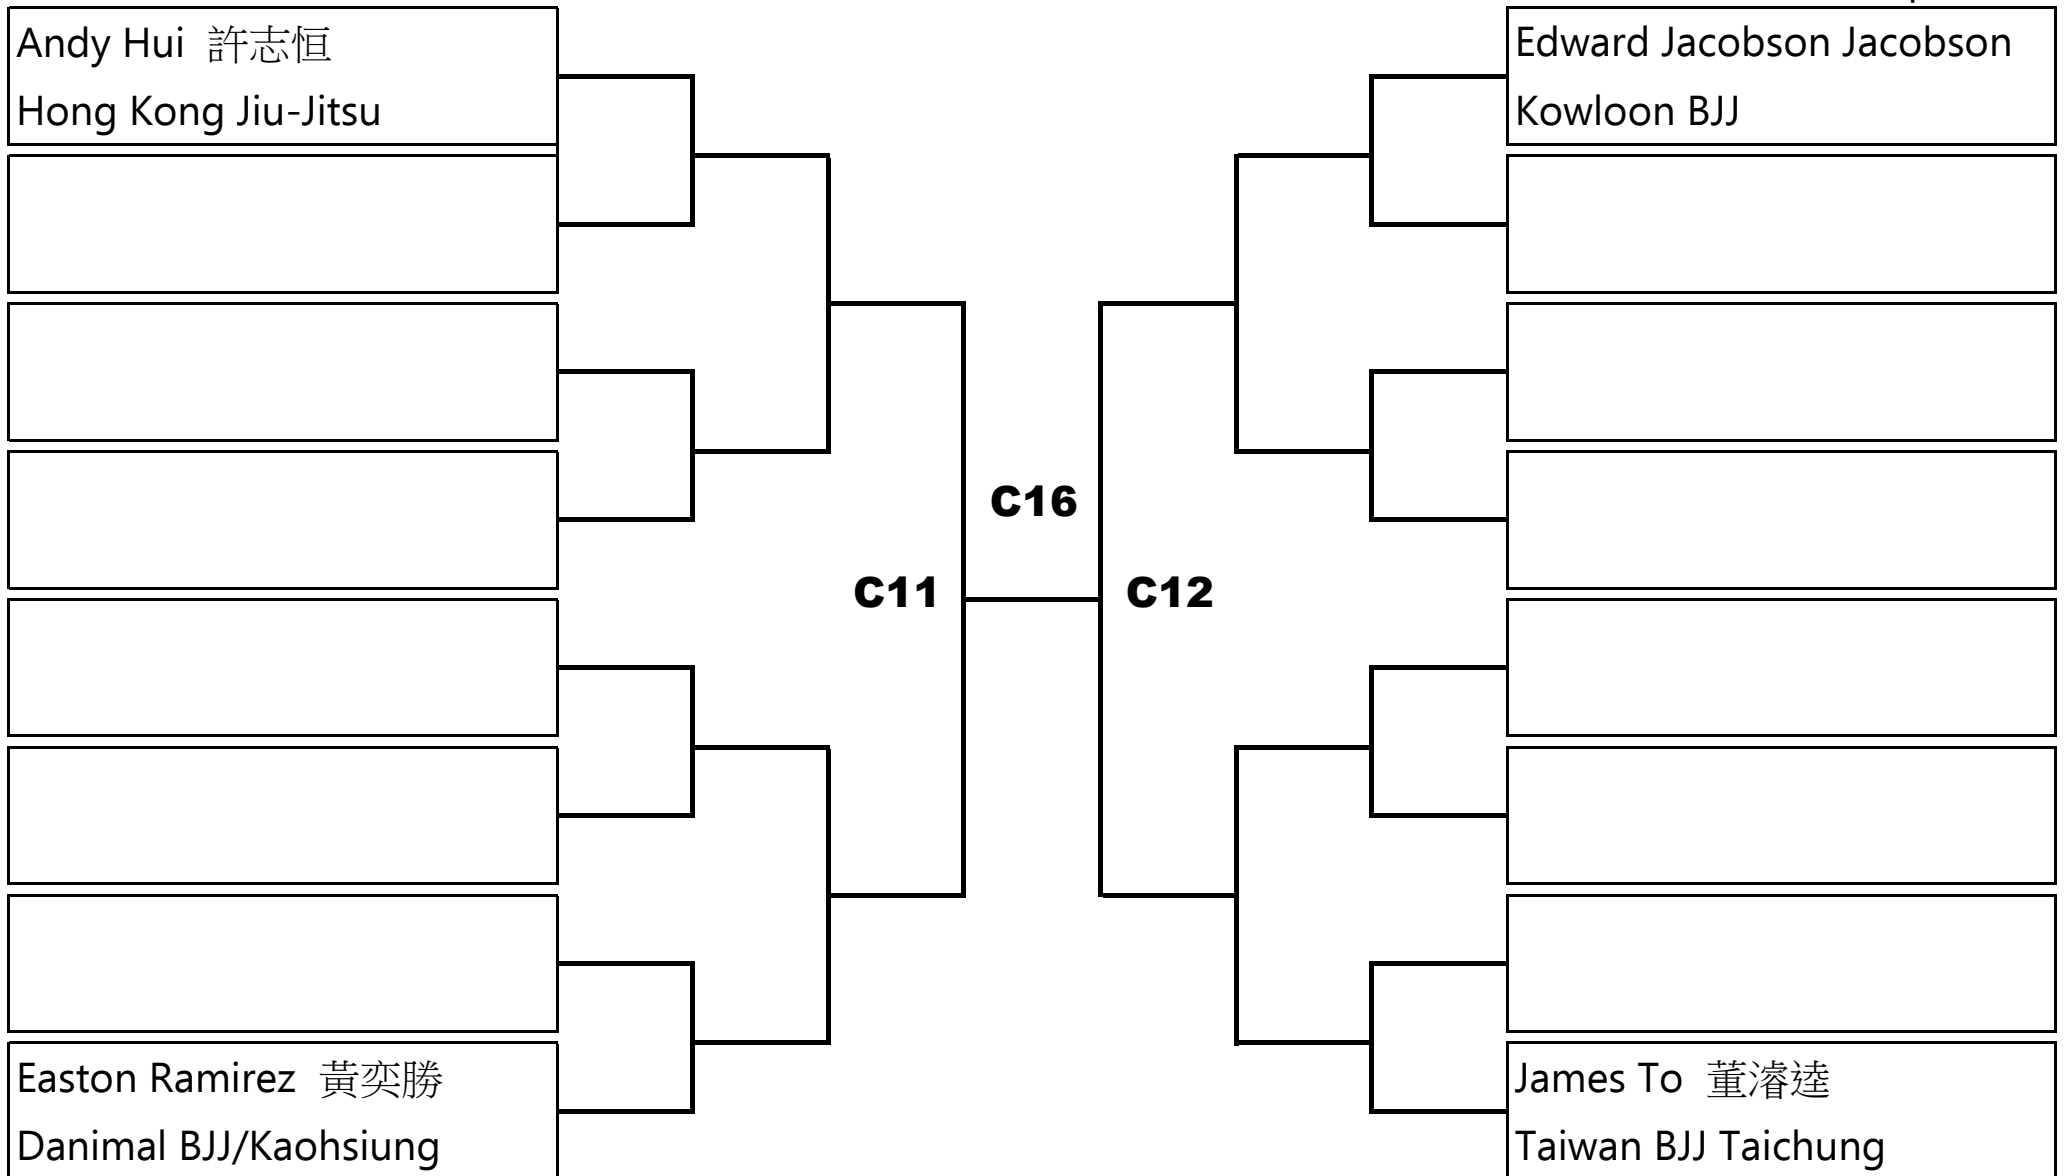 Andy Hui 許志恒
Hong Kong Jiu-Jitsu
Edward Jacobson Jacobson
Kowloon BJJ
C16
C11
C12
Easton Ramirez 黃奕勝
Danimal BJJ/Kaohsiung
James To 董濬逵
Taiwan BJJ Taichung